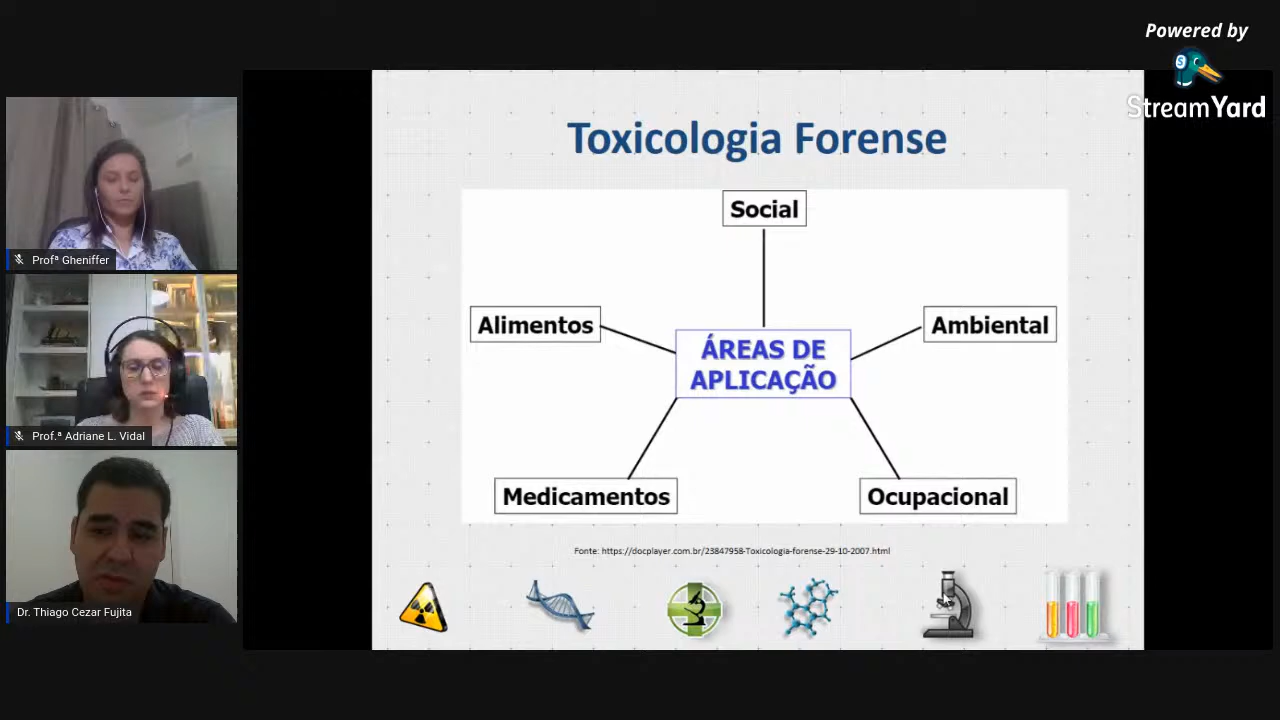 Powered by
StreamYard
Toxicologia Forense
Social
Alimentos
Ambiental
ÁREAS DE
APLICAÇÃO
Medicamentos
Ocupacional
Fonte: https://docplayer.com.br/23847958-Toxicologia-forense-29-10-2007.html
Profª Gheniffer
Prof.ª Adriane L. Vidal
Dr. Thiago Cezar Fujita